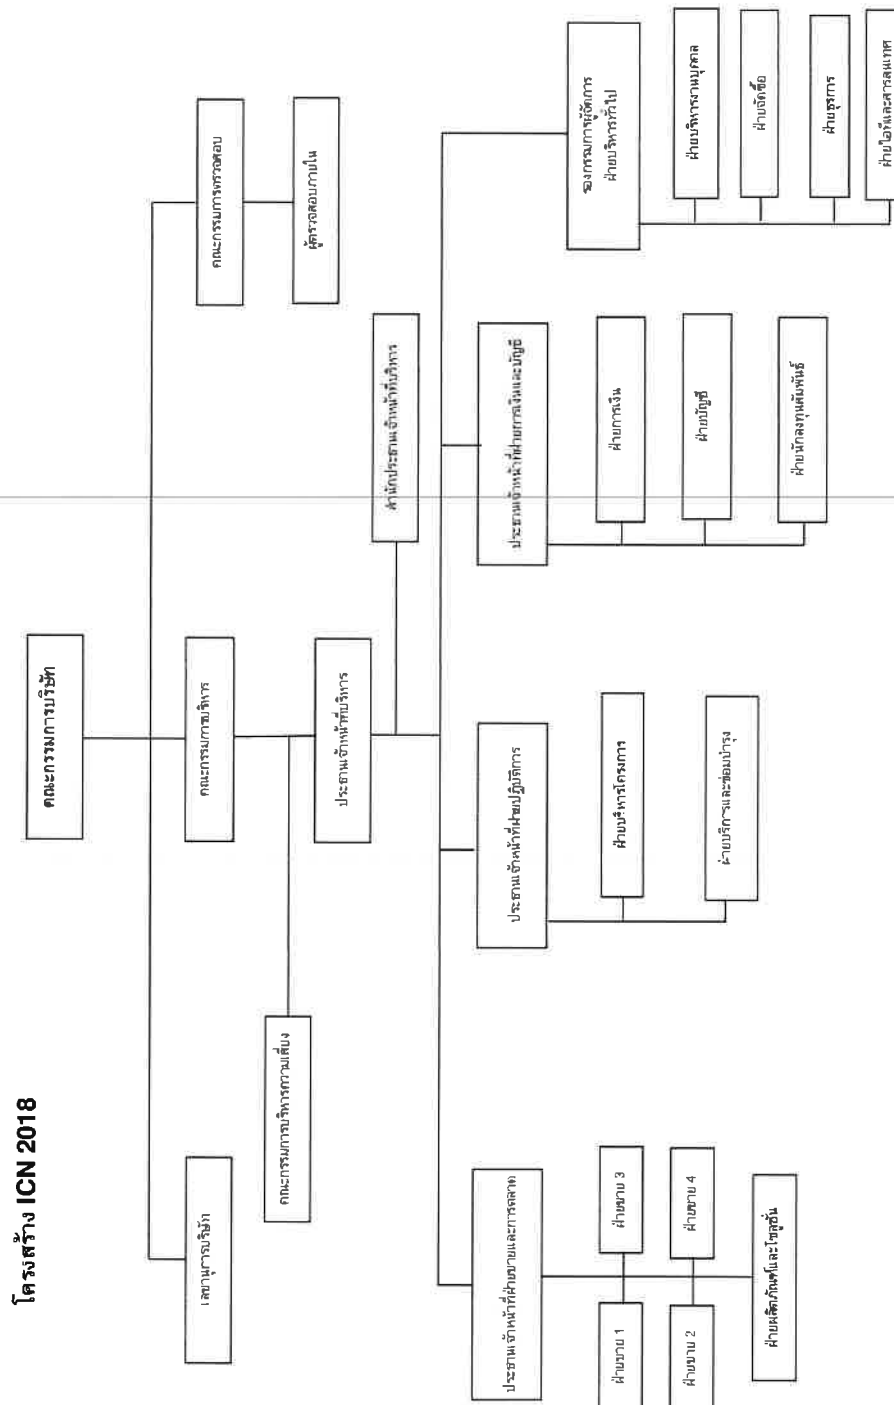 โครงสร้าง ICN 2018
คณะกรรมการบริษัท
เลขานุการบริษัท
คณะกรรมการบริหาร
คณะกรรมการตรวจสอบ
คณะกรรมการบริหารความเสี่ยง
ผู้ตรวจสอบภายใน
ประธานเจ้าหน้าที่บริหาร
สำนักประธานเจ้าหน้าที่บริหาร
ประธานเจ้าหน้าที่ฝ่ายขายและการตลาด
ประธานเจ้าหน้าที่ฝ่ายปฏิบัติการ
ประธานเจ้าหน้าที่ฝ่ายการเงินและบัญชี
รองกรรมการผู้จัดการ
ฝ่ายบริหารทั่วไป
ฝ่ายขาย 1
ฝ่ายขาย 3
ฝ่ายขาย 2
ฝ่ายขาย 4
ฝ่ายผลิตภัณฑ์และโซลูชั่น
ฝ่ายบริหารโครงการ
ฝ่ายบริการและซ่อมบำรุง
ฝ่ายการเงิน
ฝ่ายบัญชี
ฝ่ายนักลงทุนสัมพันธ์
ฝ่ายบริหารงานบุคคล
ฝ่ายจัดซื้อ
ฝ่ายธุรการ
ฝ่ายไอทีและสารสนเทศ